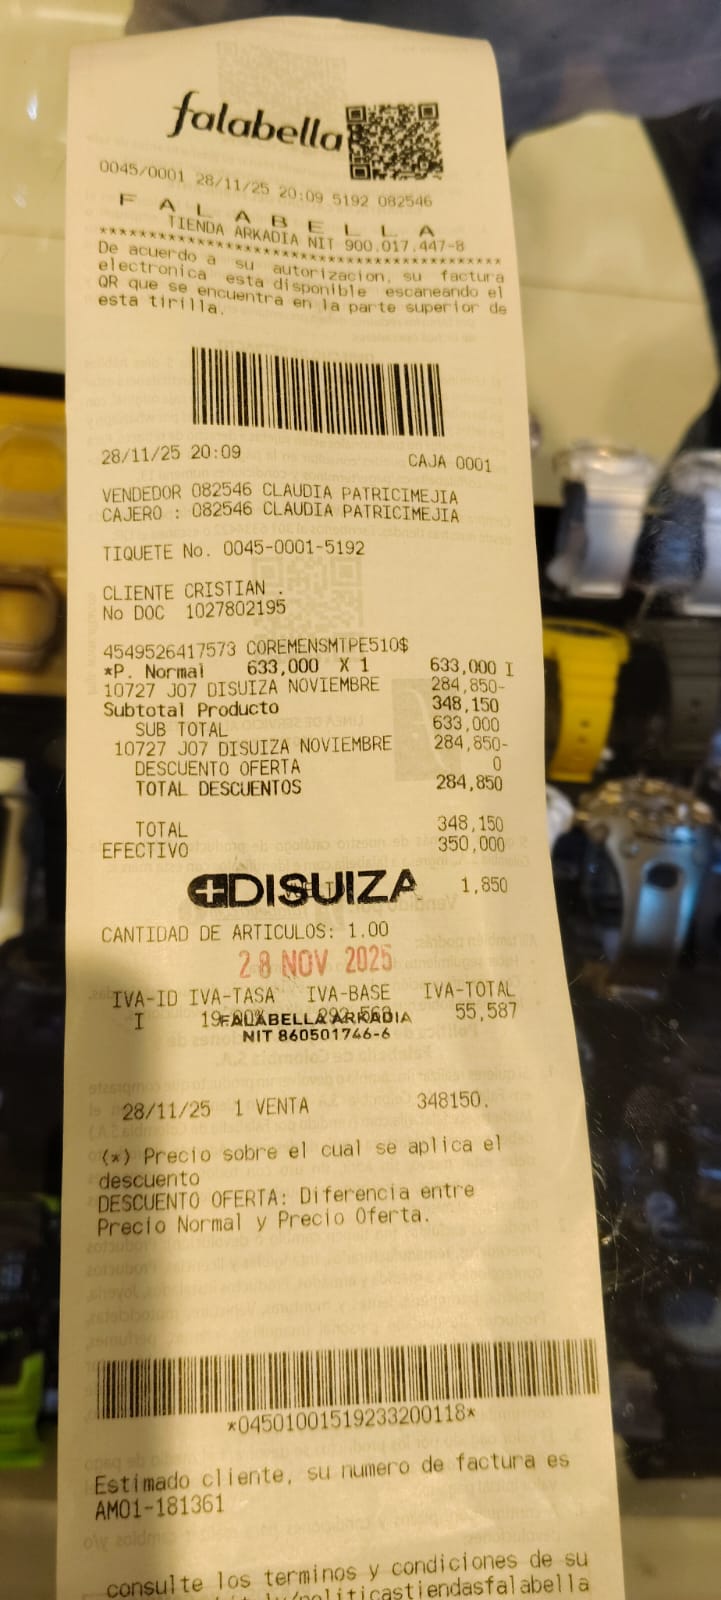 falabella
0045/0001 28/11/25 20:09 5192 082546
F A L A B E L L A
TIENDA ARKADIA NIT 900.017.447-8
****************************************
De acuerdo a su autorizacion, su factura
electronica esta disponible escaneando el
QR que se encuentra en la parte superior de
esta tirilla.
28/11/25 20:09 CAJA 0001
VENDEDOR 082546 CLAUDIA PATRICIMEJIA
CAJERO : 082546 CLAUDIA PATRICIMEJIA
TIQUETE No. 0045-0001-5192
CLIENTE CRISTIAN .
No DOC 1027802195
4549526417573 COREMENSMTPE510$
*P. Normal 633,000 X 1 633,000 I
10727 J07 DISUIZA NOVIEMBRE 284,850-
Subtotal Producto 348,150
SUB TOTAL 633,000
10727 J07 DISUIZA NOVIEMBRE 284,850-
DESCUENTO OFERTA 0
TOTAL DESCUENTOS 284,850
TOTAL 348,150
EFECTIVO 350,000
DISUIZA 1,850
CANTIDAD DE ARTICULOS: 1.00
28 NOV 2025
IVA-ID IVA-TASA IVA-BASE IVA-TOTAL
I 55,587
FALABELLA ARKADIA
NIT 860501746-6
28/11/25 1 VENTA 348150.
(*) Precio sobre el cual se aplica el
descuento
DESCUENTO OFERTA: Diferencia entre
Precio Normal y Precio Oferta.
*04501001519233200118*
Estimado cliente, su numero de factura es
AM01-181361
consulte los terminos y condiciones de su
politicastiendasfalabella